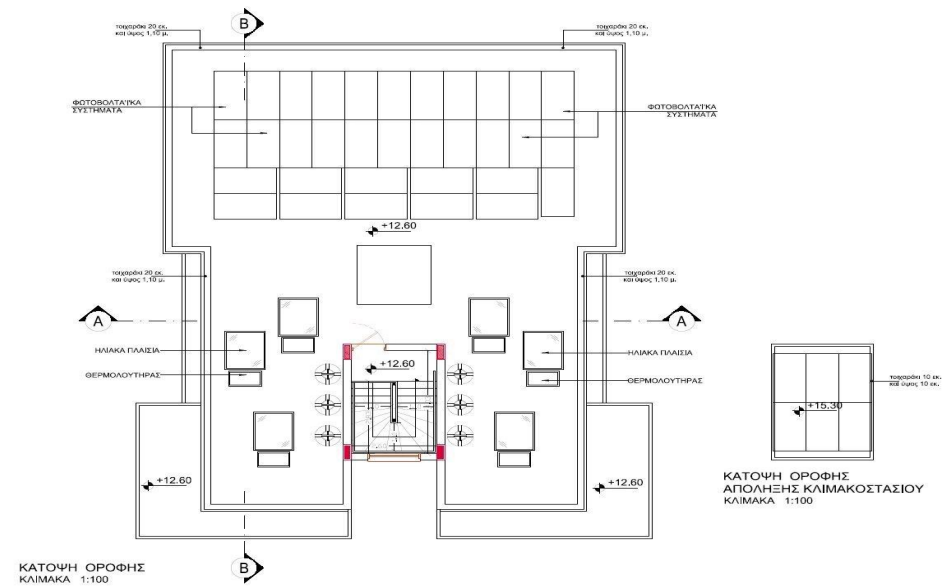 τοιχαράκι 20 εκ.
και ύψος 1,10 μ.
B
τοιχαράκι 20 εκ.
και ύψος 1,10 μ.
ΦΩΤΟΒΟΛΤΑΪΚΑ
ΣΥΣΤΗΜΑΤΑ
ΦΩΤΟΒΟΛΤΑΪΚΑ
ΣΥΣΤΗΜΑΤΑ
+12.60
τοιχαράκι 20 εκ.
και ύψος 1,10 μ.
τοιχαράκι 20 εκ.
και ύψος 1,10 μ.
A
A
ΗΛΙΑΚΑ ΠΛΑΙΣΙΑ
ΗΛΙΑΚΑ ΠΛΑΙΣΙΑ
+12.60
ΘΕΡΜΟΛΟΥΤΗΡΑΣ
ΘΕΡΜΟΛΟΥΤΗΡΑΣ
τοιχαράκι 10 εκ.
και ύψος 10 εκ.
+15.30
+12.60
+12.60
ΚΑΤΟΨΗ ΟΡΟΦΗΣ
ΑΠΟΛΗΞΗΣ ΚΛΙΜΑΚΟΣΤΑΣΙΟΥ
ΚΛΙΜΑΚΑ 1:100
B
ΚΑΤΟΨΗ ΟΡΟΦΗΣ
ΚΛΙΜΑΚΑ 1:100